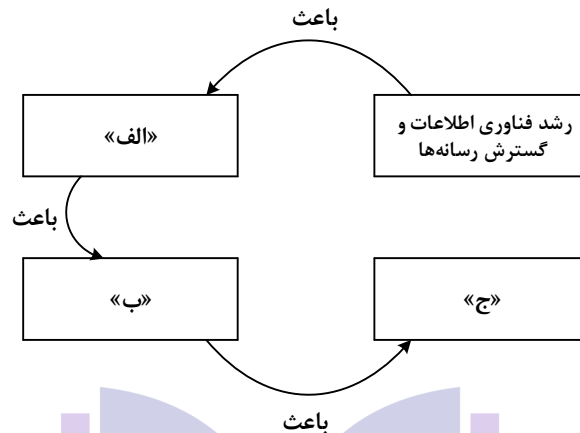 باعث
رشد فناوری اطلاعات و
گسترش رسانه‌ها
«الف»
باعث
«ج»
«ب»
باعث